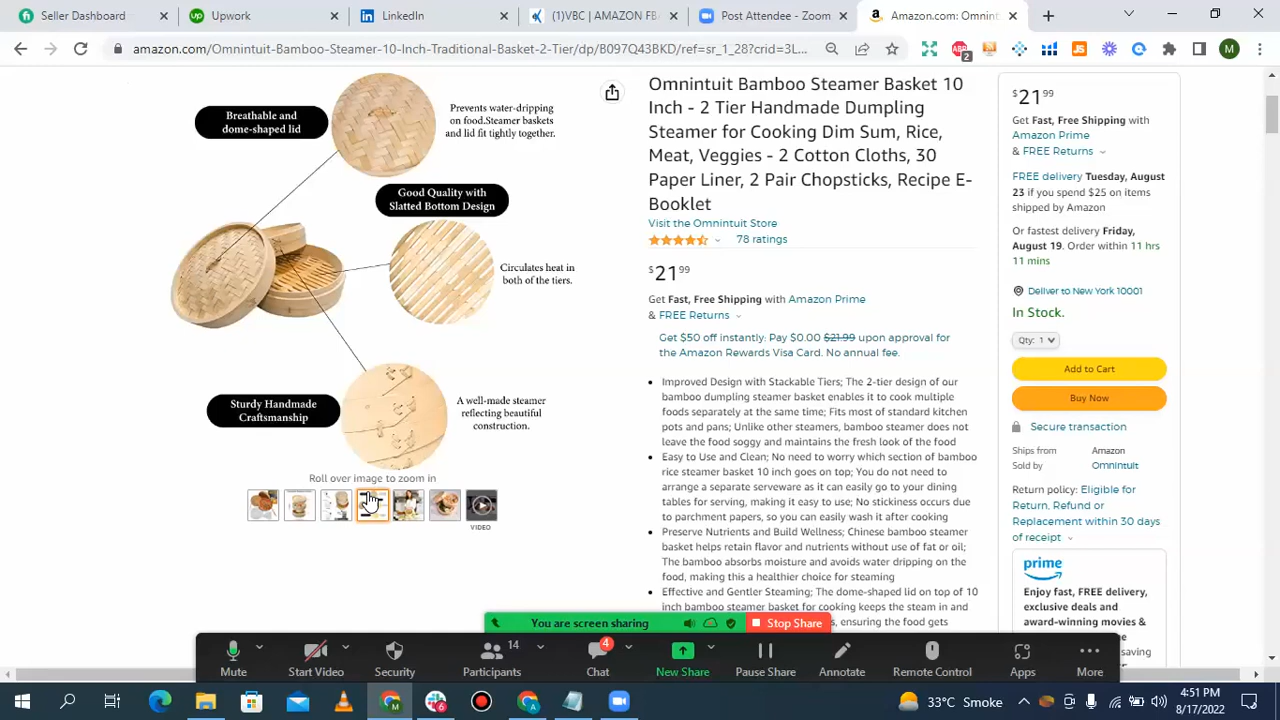 Seller Dashboard
Upwork
LinkedIn
(1)VBC | AMAZON FB
Post Attendee - Zoom
Amazon.com: Omnint
amazon.com/Omnintuit-Bamboo-Steamer-10-Inch-Traditional-Basket-2-Tier/dp/B097Q43BKD/ref=sr_1_28?crid=3L...
ABP
2
JS
M
Breathable and
dome-shaped lid
Prevents water-dripping
on food.Steamer baskets
and lid fit tightly together.
Good Quality with
Slatted Bottom Design
Circulates heat in
both of the tiers.
Sturdy Handmade
Craftsmanship
A well-made steamer
reflecting beautiful
construction.
Roll over image to zoom in
VIDEO
Omnintuit Bamboo Steamer Basket 10
Inch - 2 Tier Handmade Dumpling
Steamer for Cooking Dim Sum, Rice,
Meat, Veggies - 2 Cotton Cloths, 30
Paper Liner, 2 Pair Chopsticks, Recipe E-
Booklet
Visit the Omnintuit Store
78 ratings
$21 99
Get Fast, Free Shipping with Amazon Prime
& FREE Returns
Get $50 off instantly: Pay $0.00 $21.99 upon approval for
the Amazon Rewards Visa Card. No annual fee.
• Improved Design with Stackable Tiers; The 2-tier design of our
bamboo dumpling steamer basket enables it to cook multiple
foods separately at the same time; Fits most of standard kitchen
pots and pans; Unlike other steamers, bamboo steamer does not
leave the food soggy and maintains the fresh look of the food
• Easy to Use and Clean; No need to worry which section of bamboo
rice steamer basket 10 inch goes on top; You do not need to
arrange a separate serveware as it can easily go to your dining
tables for serving, making it easy to use; No stickiness occurs due
to parchment papers, so you can easily wash it after cooking
• Preserve Nutrients and Build Wellness; Chinese bamboo steamer
basket helps retain flavor and nutrients without use of fat or oil;
The bamboo absorbs moisture and avoids water dripping on the
food, making this a healthier choice for steaming
• Effective and Gentler Steaming; The dome-shaped lid on top of 10
inch bamboo steamer basket for cooking keeps the steam in and
, ensuring the food gets
$21 99
Get Fast, Free Shipping with
Amazon Prime
& FREE Returns
FREE delivery Tuesday, August
23 if you spend $25 on items
shipped by Amazon
Or fastest delivery Friday,
August 19. Order within 11 hrs
11 mins
Deliver to New York 10001
In Stock.
Qty: 1
Add to Cart
Buy Now
Secure transaction
Ships from Amazon
Sold by Omnintuit
Return policy: Eligible for
Return, Refund or
Replacement within 30 days
of receipt
prime
Enjoy fast, FREE delivery,
exclusive deals and
award-winning movies &
saving
You are screen sharing
Stop Share
14
4
Mute
Start Video
Security
Participants
Chat
New Share
Pause Share
Annotate
Remote Control
Apps
More
16
33°C Smoke
4:51 PM
8/17/2022